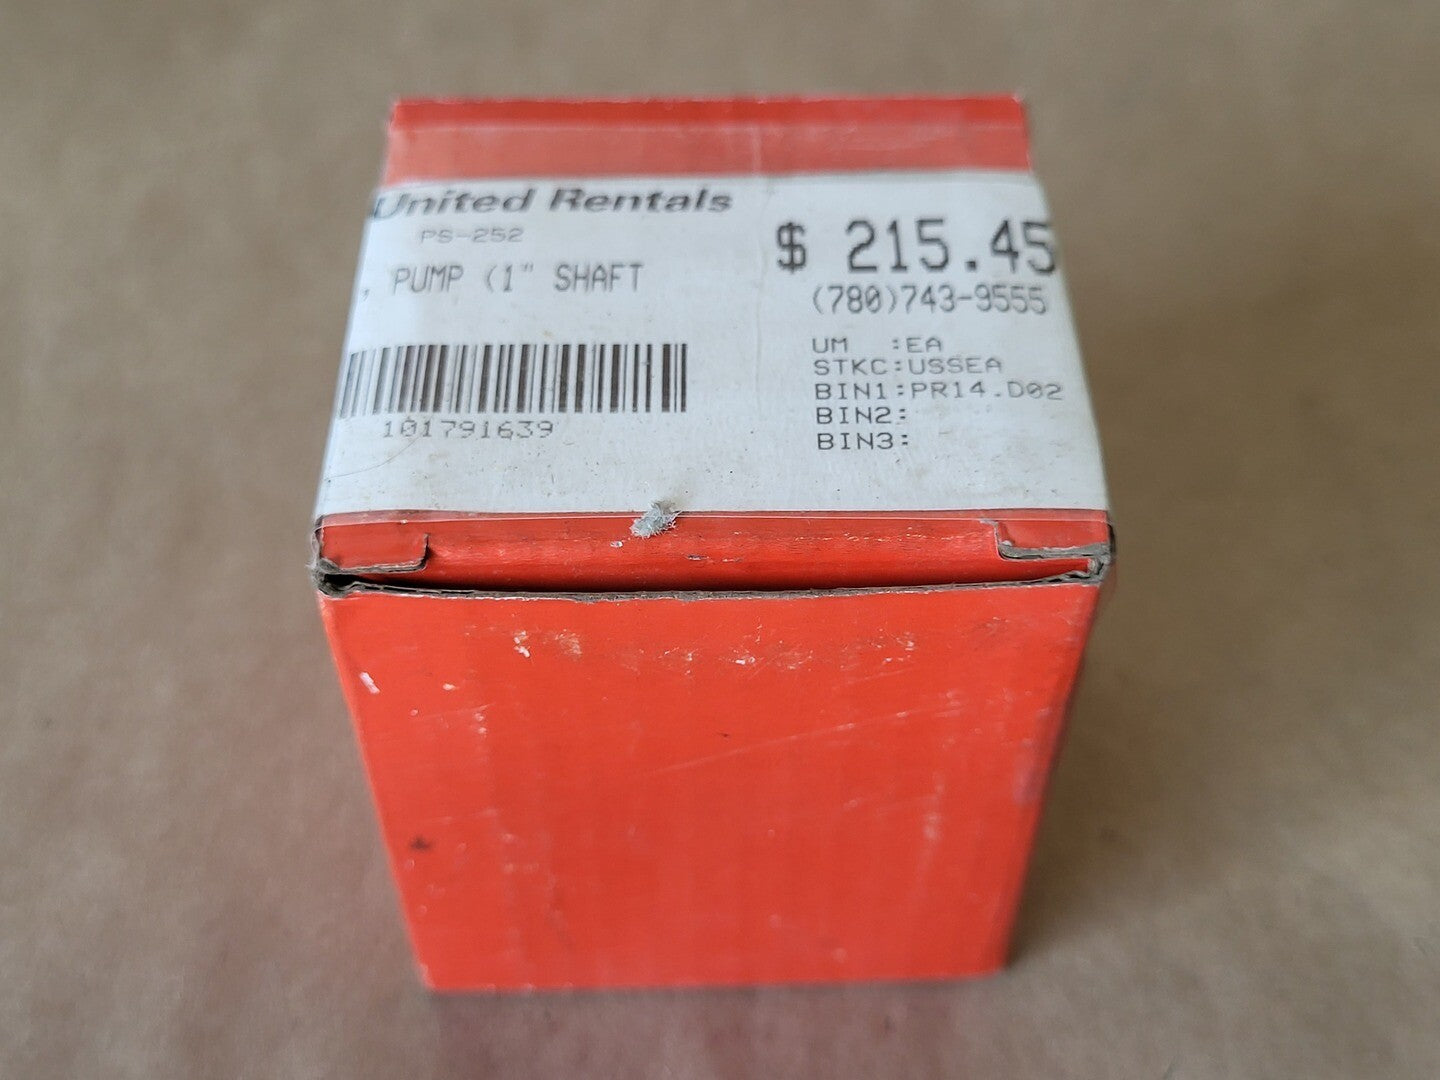 United Rentals
PS-252
, PUMP (1" SHAFT
101791639
$ 215.45
(780)743-9555
UM :EA
STKC:USSEA
BIN1:PR14.D02
BIN2:
BIN3: